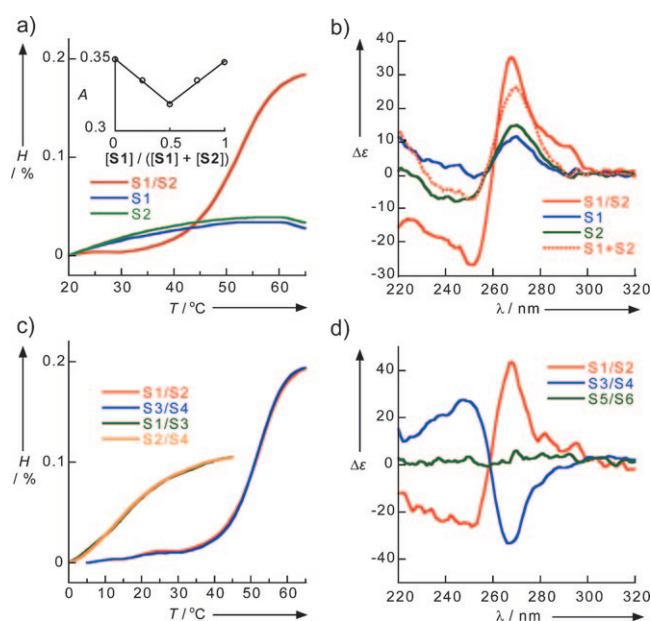 a)
H
/ %
0.2
0.1
0
0.35
A
0.3
0 0.5 1
[S1] / ([S1] + [S2])
S1/S2
S1
S2
20 30 40 50 60
T / °C
b)
Δε
40
30
20
10
0
-10
-20
-30
S1/S2
S1
S2
S1+S2
220 240 260 280 300 320
λ / nm
c)
H
/ %
0.2
0.1
0
S1/S2
S3/S4
S1/S3
S2/S4
0 10 20 30 40 50 60
T / °C
d)
Δε
40
20
0
-20
-40
S1/S2
S3/S4
S5/S6
220 240 260 280 300 320
λ / nm